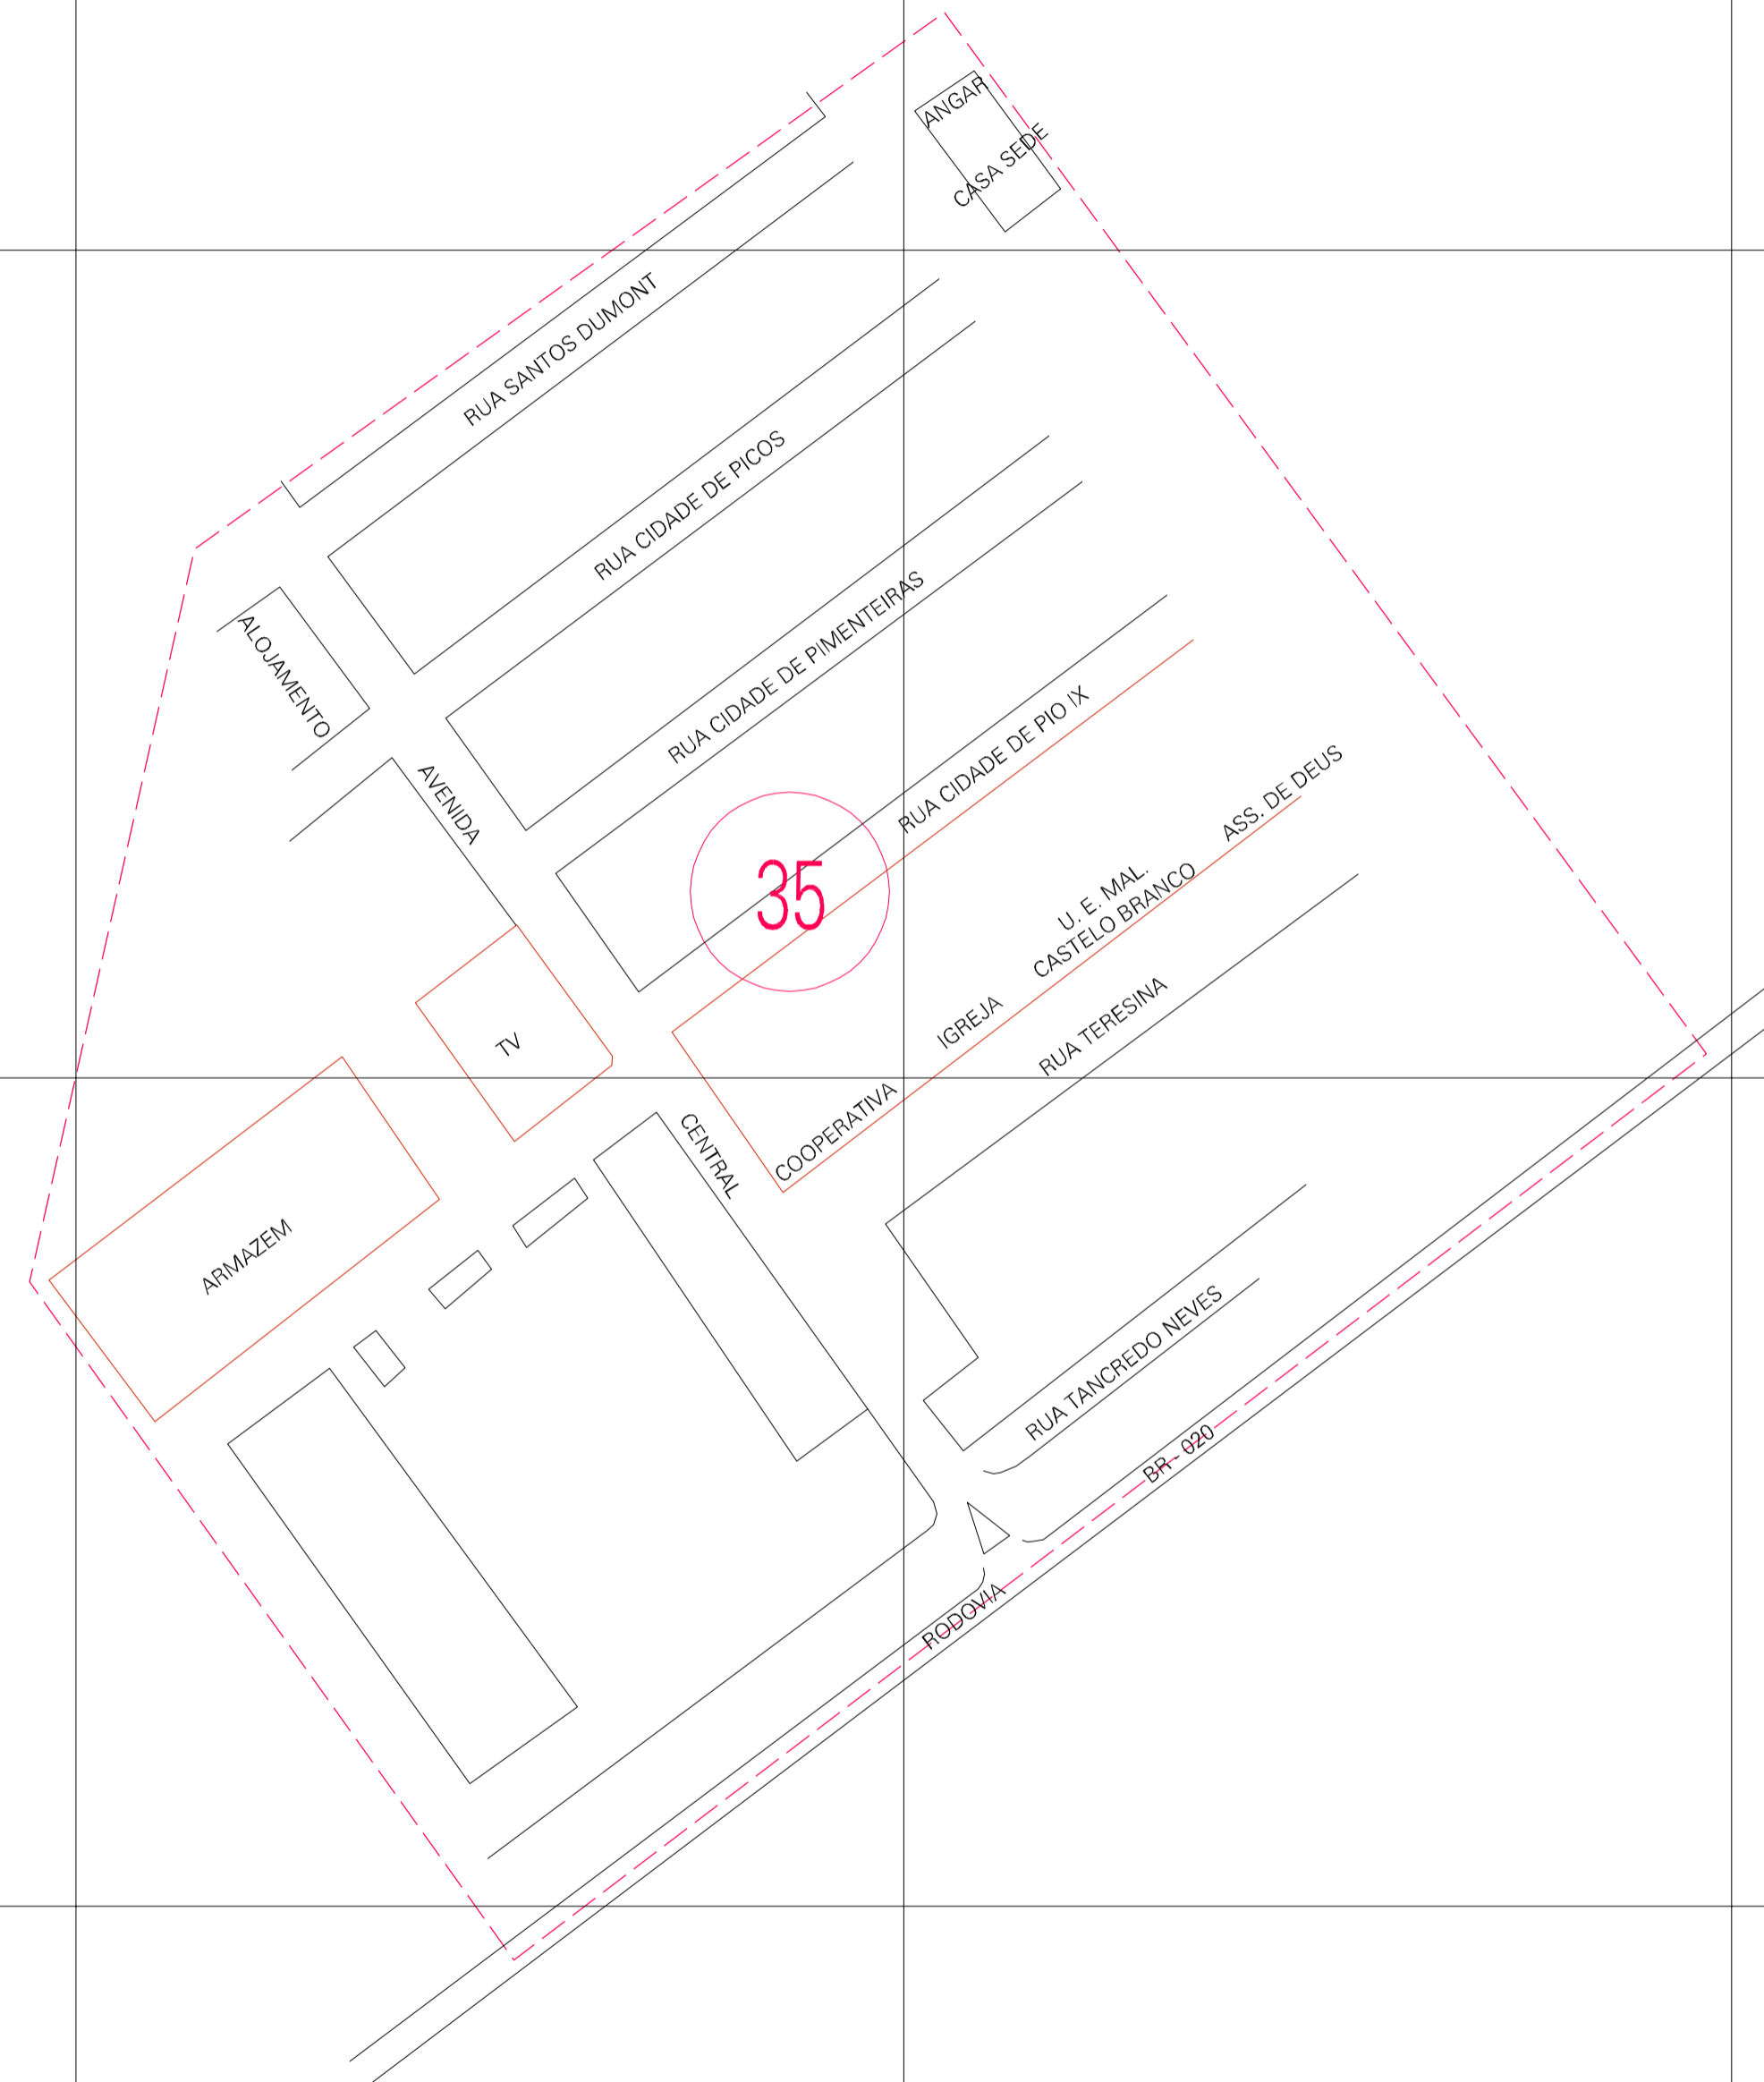 ANGAR
CASA SEDE
RUA SANTOS DUMONT
RUA CIDADE DE PICOS
RUA CIDADE DE PIMENTEIRAS
ALOJAMENTO
RUA CIDADE DE PIO IX
AVENIDA
ASS. DE DEUS
35
U. E. MAL.
CASTELO BRANCO
IGREJA
RUA TERESINA
TV
COOPERATIVA
CENTRAL
ARMAZEM
RUA TANCREDO NEVES
BR - 020
RODOVIA